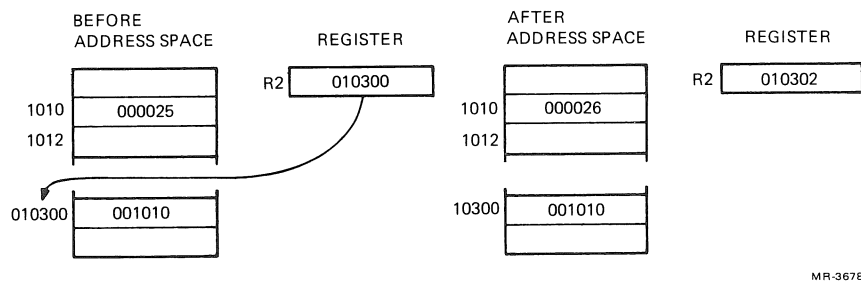 BEFORE
ADDRESS SPACE
REGISTER
R2 010300
1010 000025
1012
010300 001010
AFTER
ADDRESS SPACE
REGISTER
R2 010302
1010 000026
1012
10300 001010
MR-3678